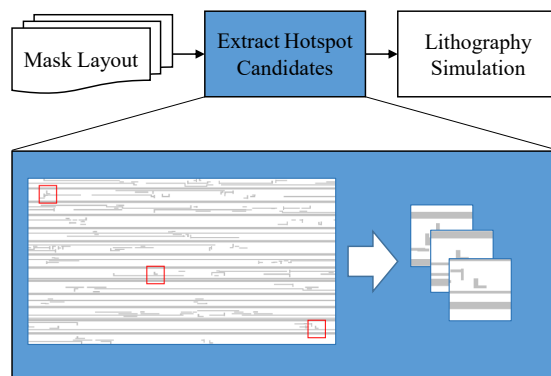 Mask Layout
Extract Hotspot
Candidates
Lithography
Simulation